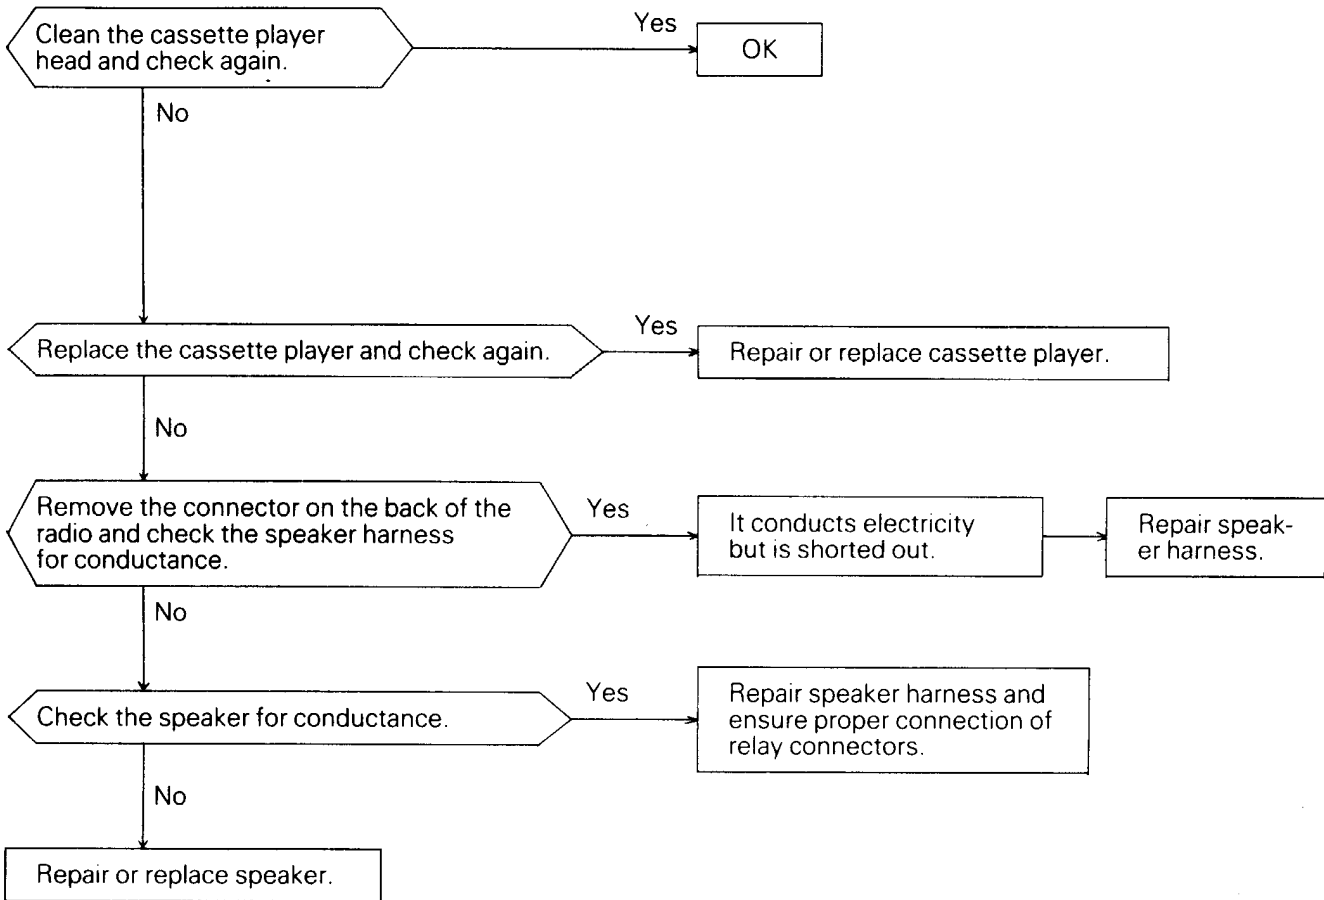 Clean the cassette player
head and check again.
Yes
OK
No
Replace the cassette player and check again.
Yes
Repair or replace cassette player.
No
Remove the connector on the back of the
radio and check the speaker harness
for conductance.
Yes
It conducts electricity
but is shorted out.
Repair speak-
er harness.
No
Check the speaker for conductance.
Yes
Repair speaker harness and
ensure proper connection of
relay connectors.
No
Repair or replace speaker.